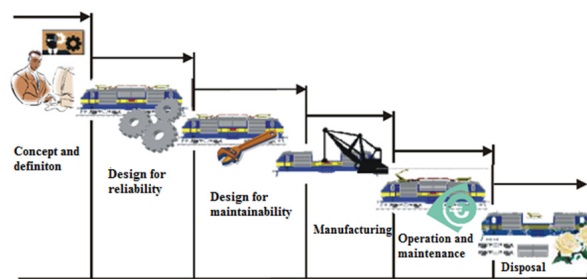 Concept and
definiton
Design for
reliability
Design for
maintainability
Manufacturing
Operation and
maintenance
Disposal